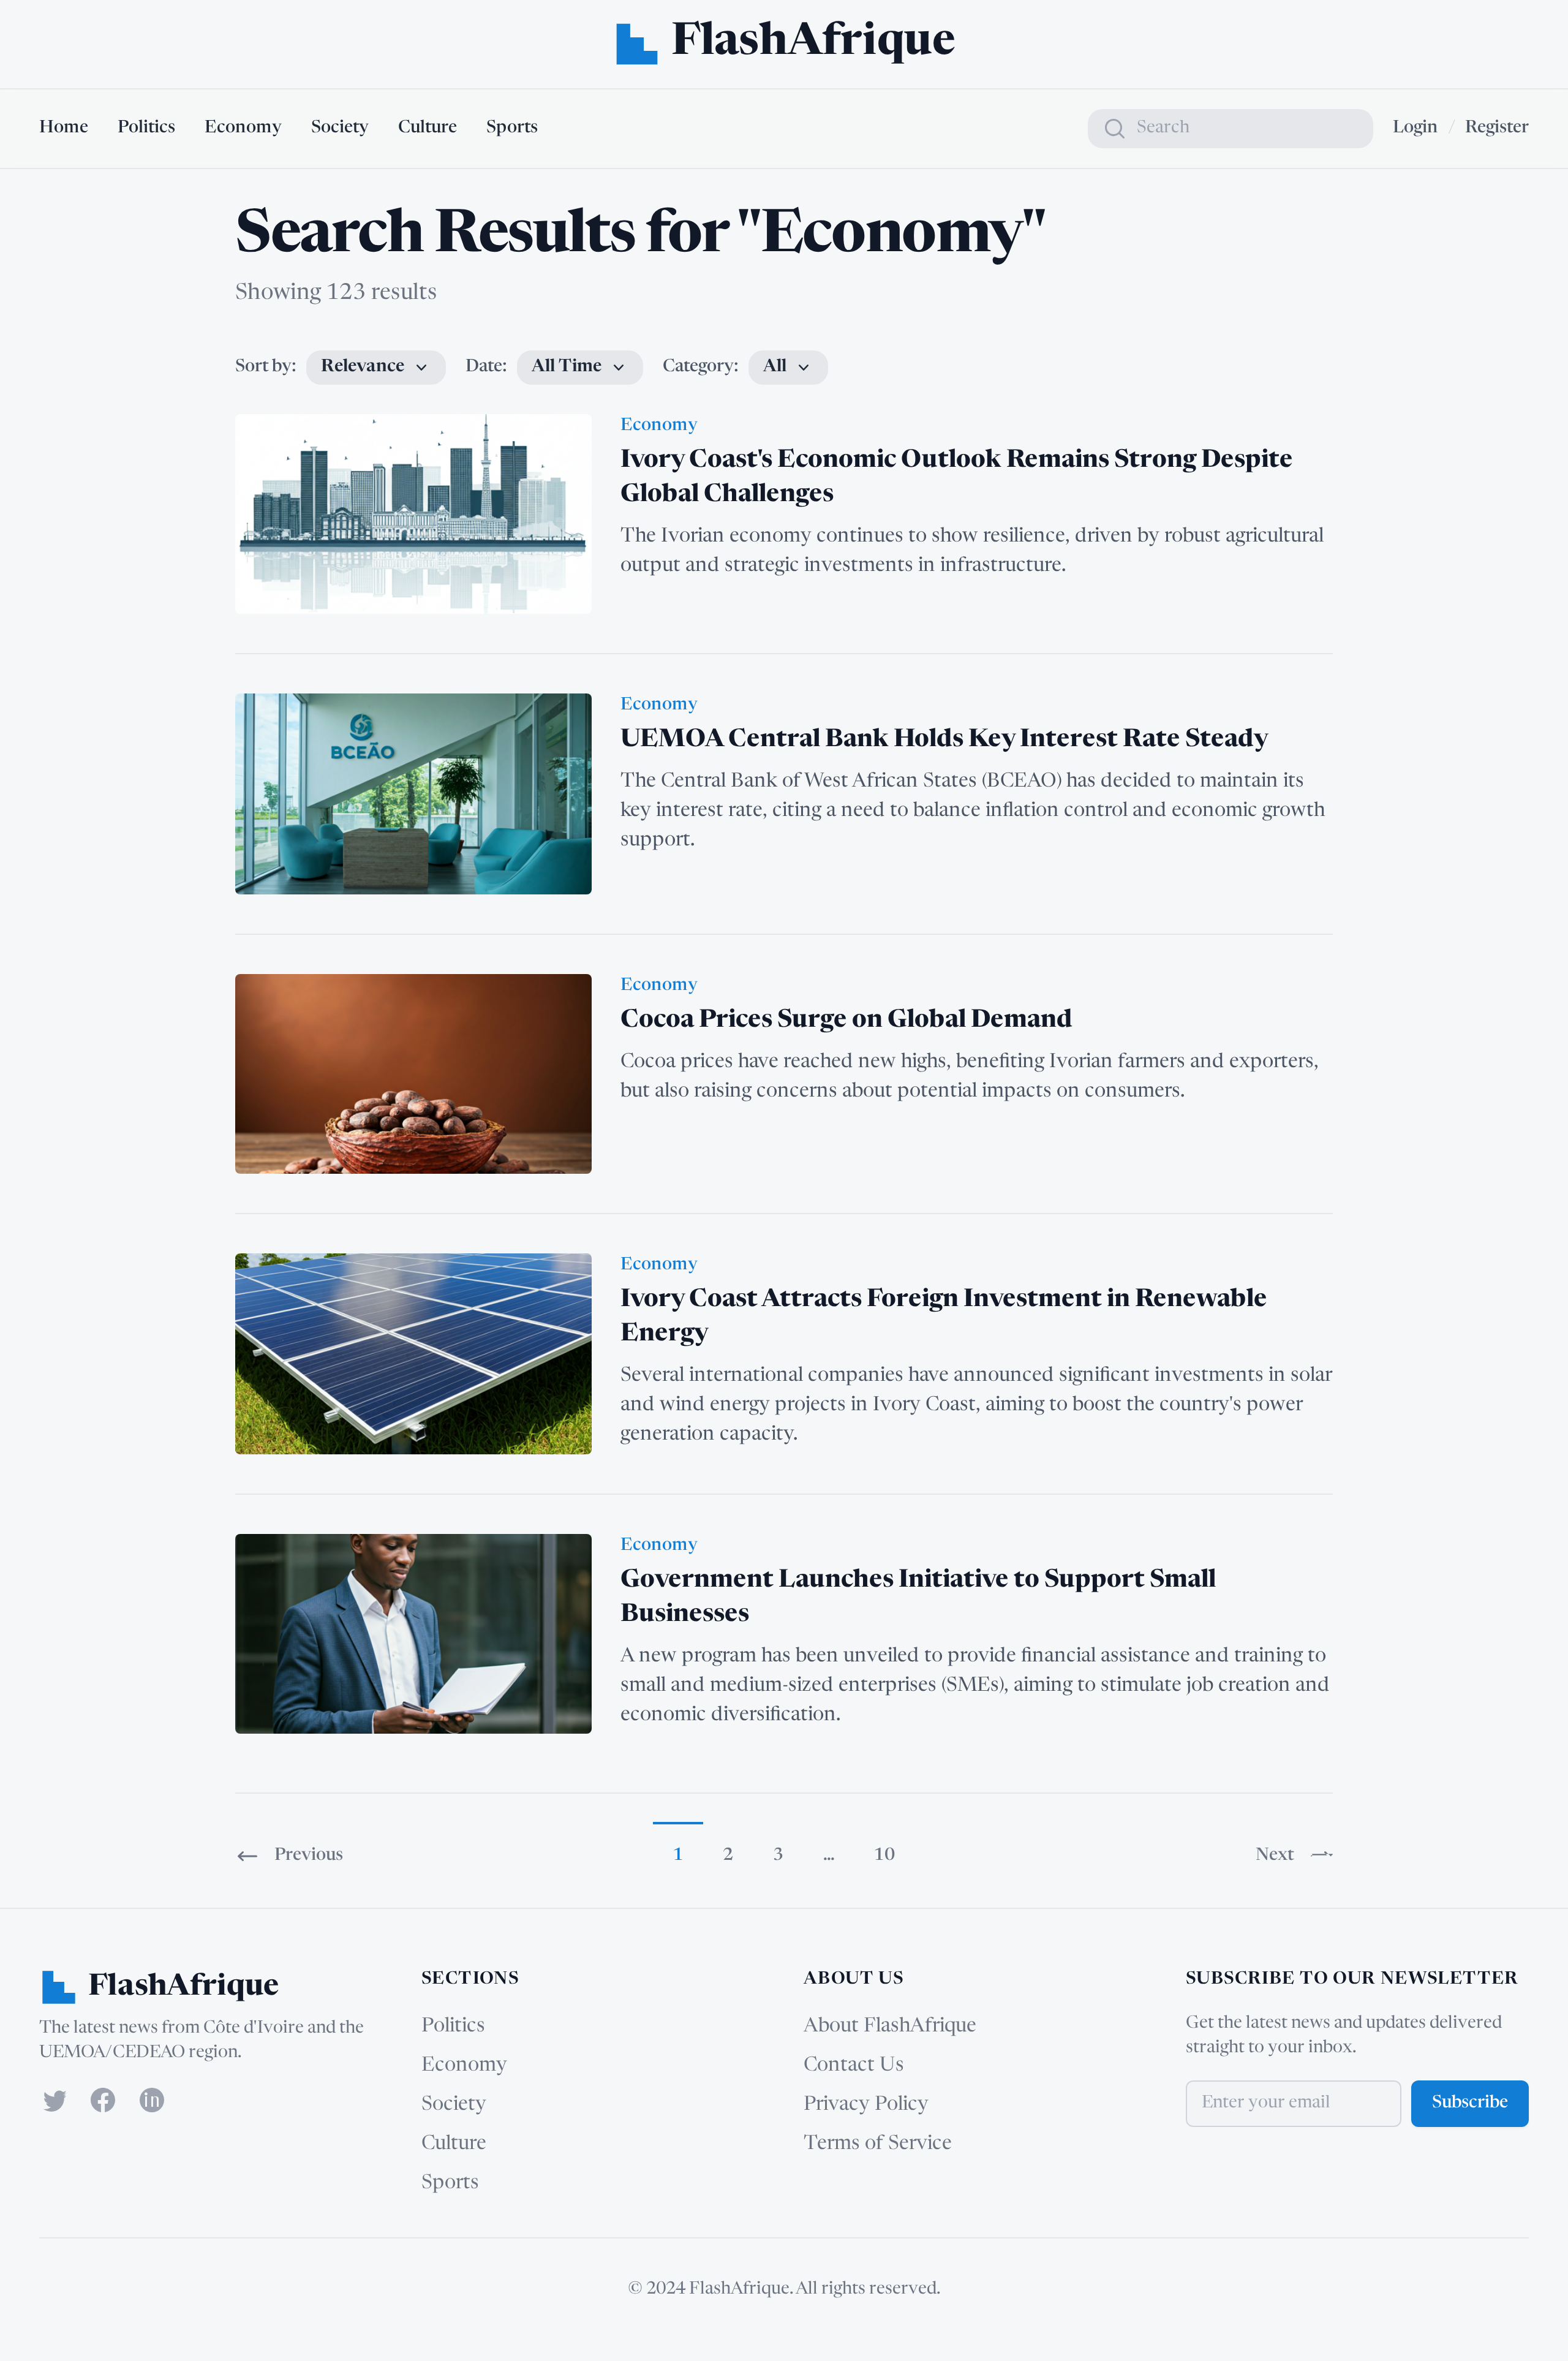 FlashAfrique
Home Politics Economy Society Culture Sports Search Login / Register
Search Results for "Economy"
Showing 123 results
Sort by: Relevance Date: All Time Category: All
Economy
Ivory Coast's Economic Outlook Remains Strong Despite
Global Challenges
The Ivorian economy continues to show resilience, driven by robust agricultural
output and strategic investments in infrastructure.
BCEÃO
Economy
UEMOA Central Bank Holds Key Interest Rate Steady
The Central Bank of West African States (BCEAO) has decided to maintain its
key interest rate, citing a need to balance inflation control and economic growth
support.
Economy
Cocoa Prices Surge on Global Demand
Cocoa prices have reached new highs, benefiting Ivorian farmers and exporters,
but also raising concerns about potential impacts on consumers.
Economy
Ivory Coast Attracts Foreign Investment in Renewable
Energy
Several international companies have announced significant investments in solar
and wind energy projects in Ivory Coast, aiming to boost the country's power
generation capacity.
Economy
Government Launches Initiative to Support Small
Businesses
A new program has been unveiled to provide financial assistance and training to
small and medium-sized enterprises (SMEs), aiming to stimulate job creation and
economic diversification.
Previous 1 2 3 ... 10 Next
FlashAfrique
The latest news from Côte d'Ivoire and the
UEMOA/CEDEAO region.
SECTIONS
Politics
Economy
Society
Culture
Sports
ABOUT US
About FlashAfrique
Contact Us
Privacy Policy
Terms of Service
SUBSCRIBE TO OUR NEWSLETTER
Get the latest news and updates delivered
straight to your inbox.
Enter your email Subscribe
© 2024 FlashAfrique. All rights reserved.